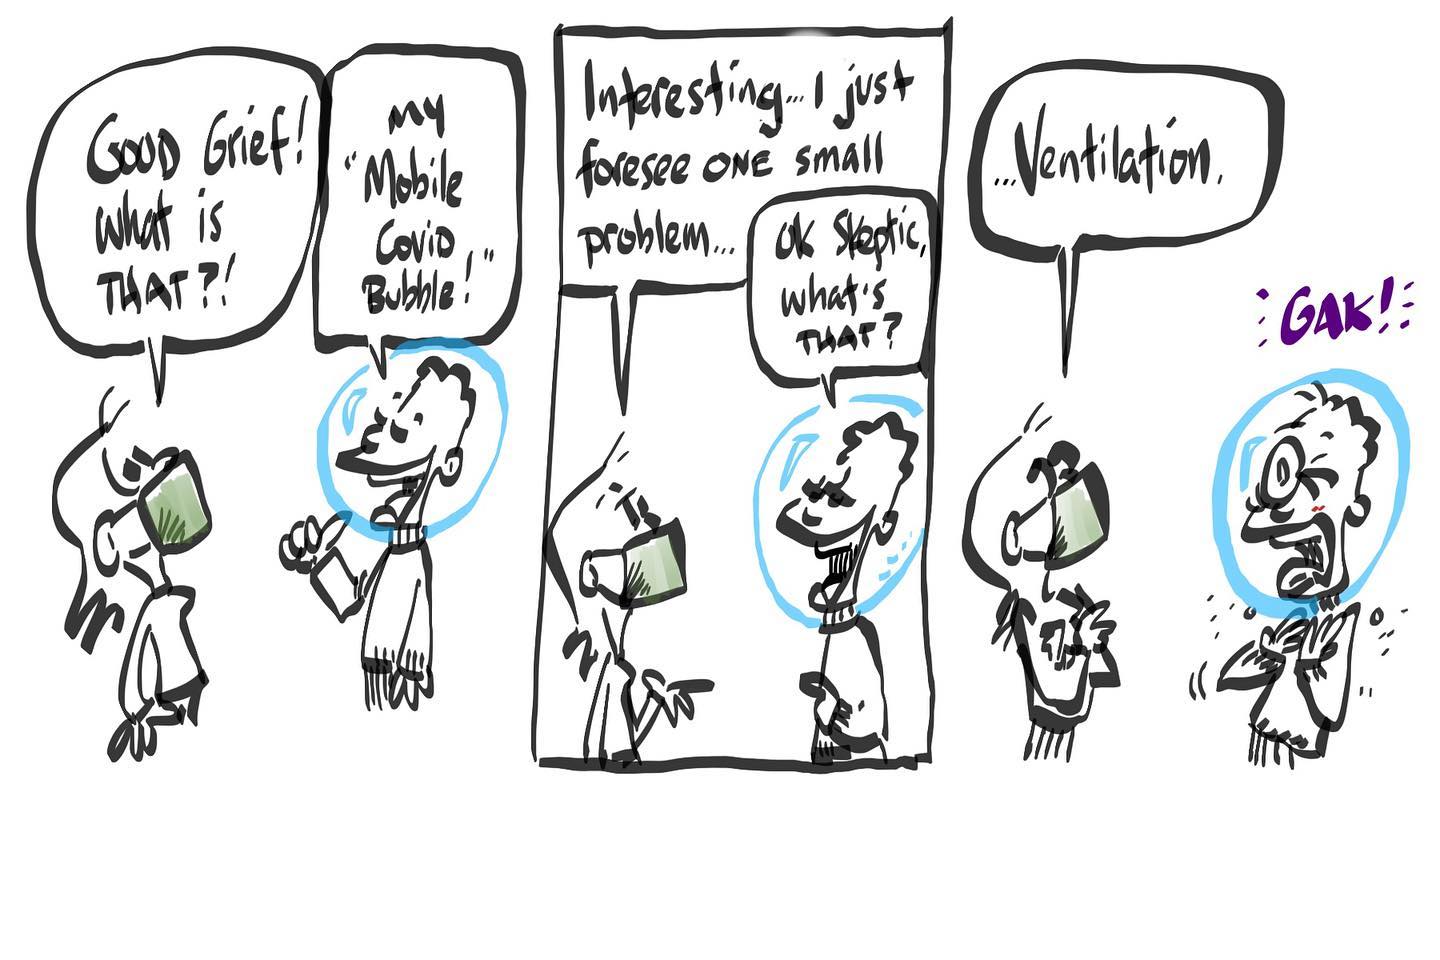 Good Grief!
What is
THAT?!
My
"Mobile
Covid
Bubble!"
Interesting... I just
foresee ONE small
problem...
OK Skeptic,
what's
THAT?
...Ventilation.
GAK!